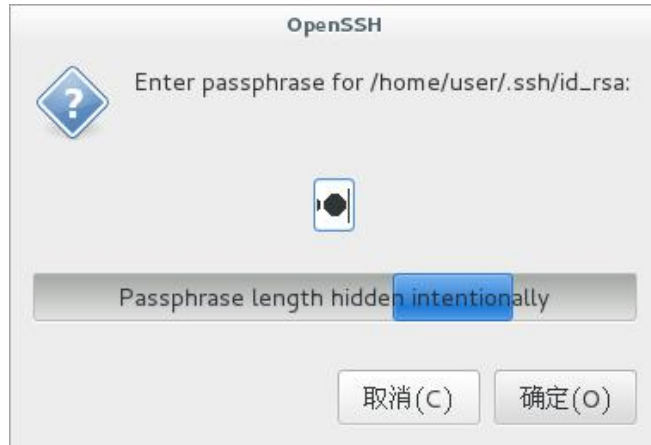 OpenSSH
Enter passphrase for /home/user/.ssh/id_rsa:
Passphrase length hidden intentionally
取消(C) 确定(O)